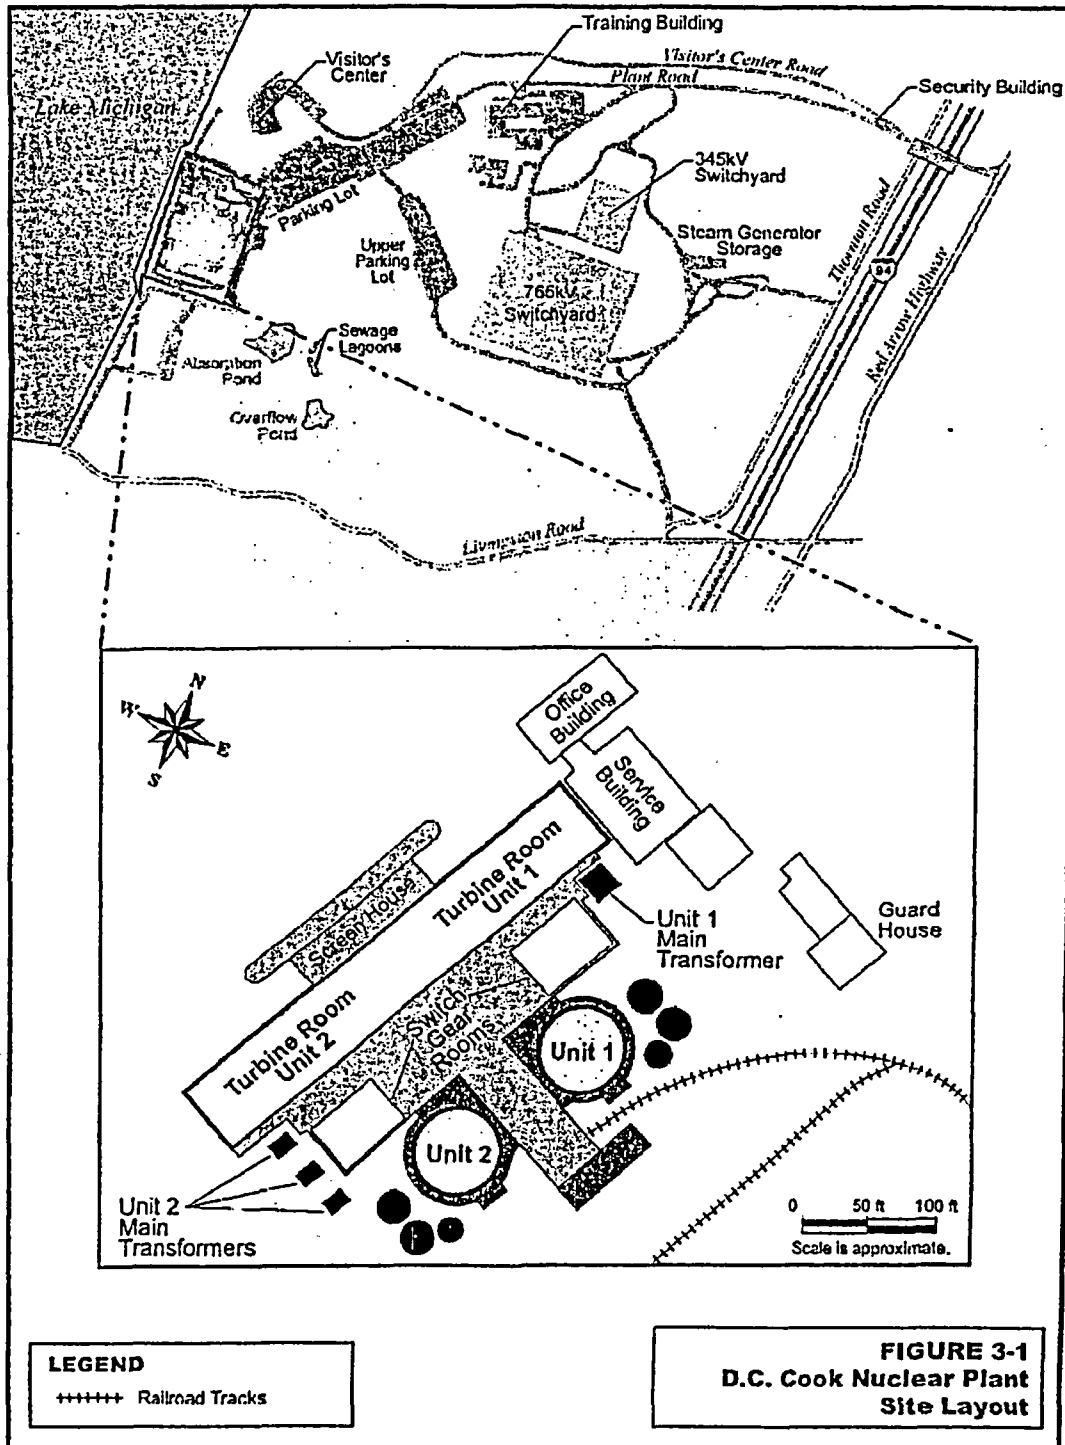 Training Building
Visitor's
Center
Visitor's Center Road
Plant Road
Security Building
Lake Michigan
345kV
Switchyard
Parking Lot
Thornton Road
Upper
Parking
Lot
Steam Generator
Storage
94
Red Arrow Highway
765kV
Switchyard
Sewage
Lagoons
Absorption
Pond
Overflow
Pond
Livingston Road
N
W
E
S
Office
Building
Service
Building
Turbine Room
Unit 1
Screen House
Unit 1
Main
Transformer
Guard
House
Switch
Gear
Rooms
Turbine Room
Unit 2
Unit 1
Unit 2
Unit 2
Main
Transformers
0 50 ft 100 ft
Scale is approximate.
LEGEND
Railroad Tracks
FIGURE 3-1
D.C. Cook Nuclear Plant
Site Layout